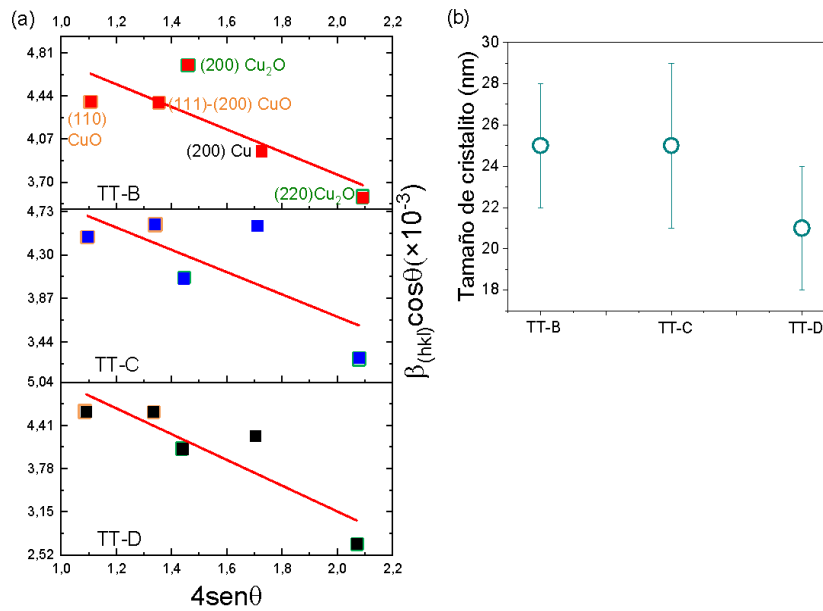 (a)
1,0 1,2 1,4 1,6 1,8 2,0 2,2
4,81
4,44
4,07
3,70
(200) Cu₂O
(110)
CuO
(111)-(200) CuO
(200) Cu
(220)Cu₂O
TT-B
4,73
4,30
3,87
3,44
TT-C
5,04
4,41
3,78
3,15
2,52
TT-D
1,0 1,2 1,4 1,6 1,8 2,0 2,2
4senθ
β(hkl)cosθ(×10⁻³)
(b)
30
28
26
24
22
20
18
Tamaño de cristalito (nm)
TT-B TT-C TT-D